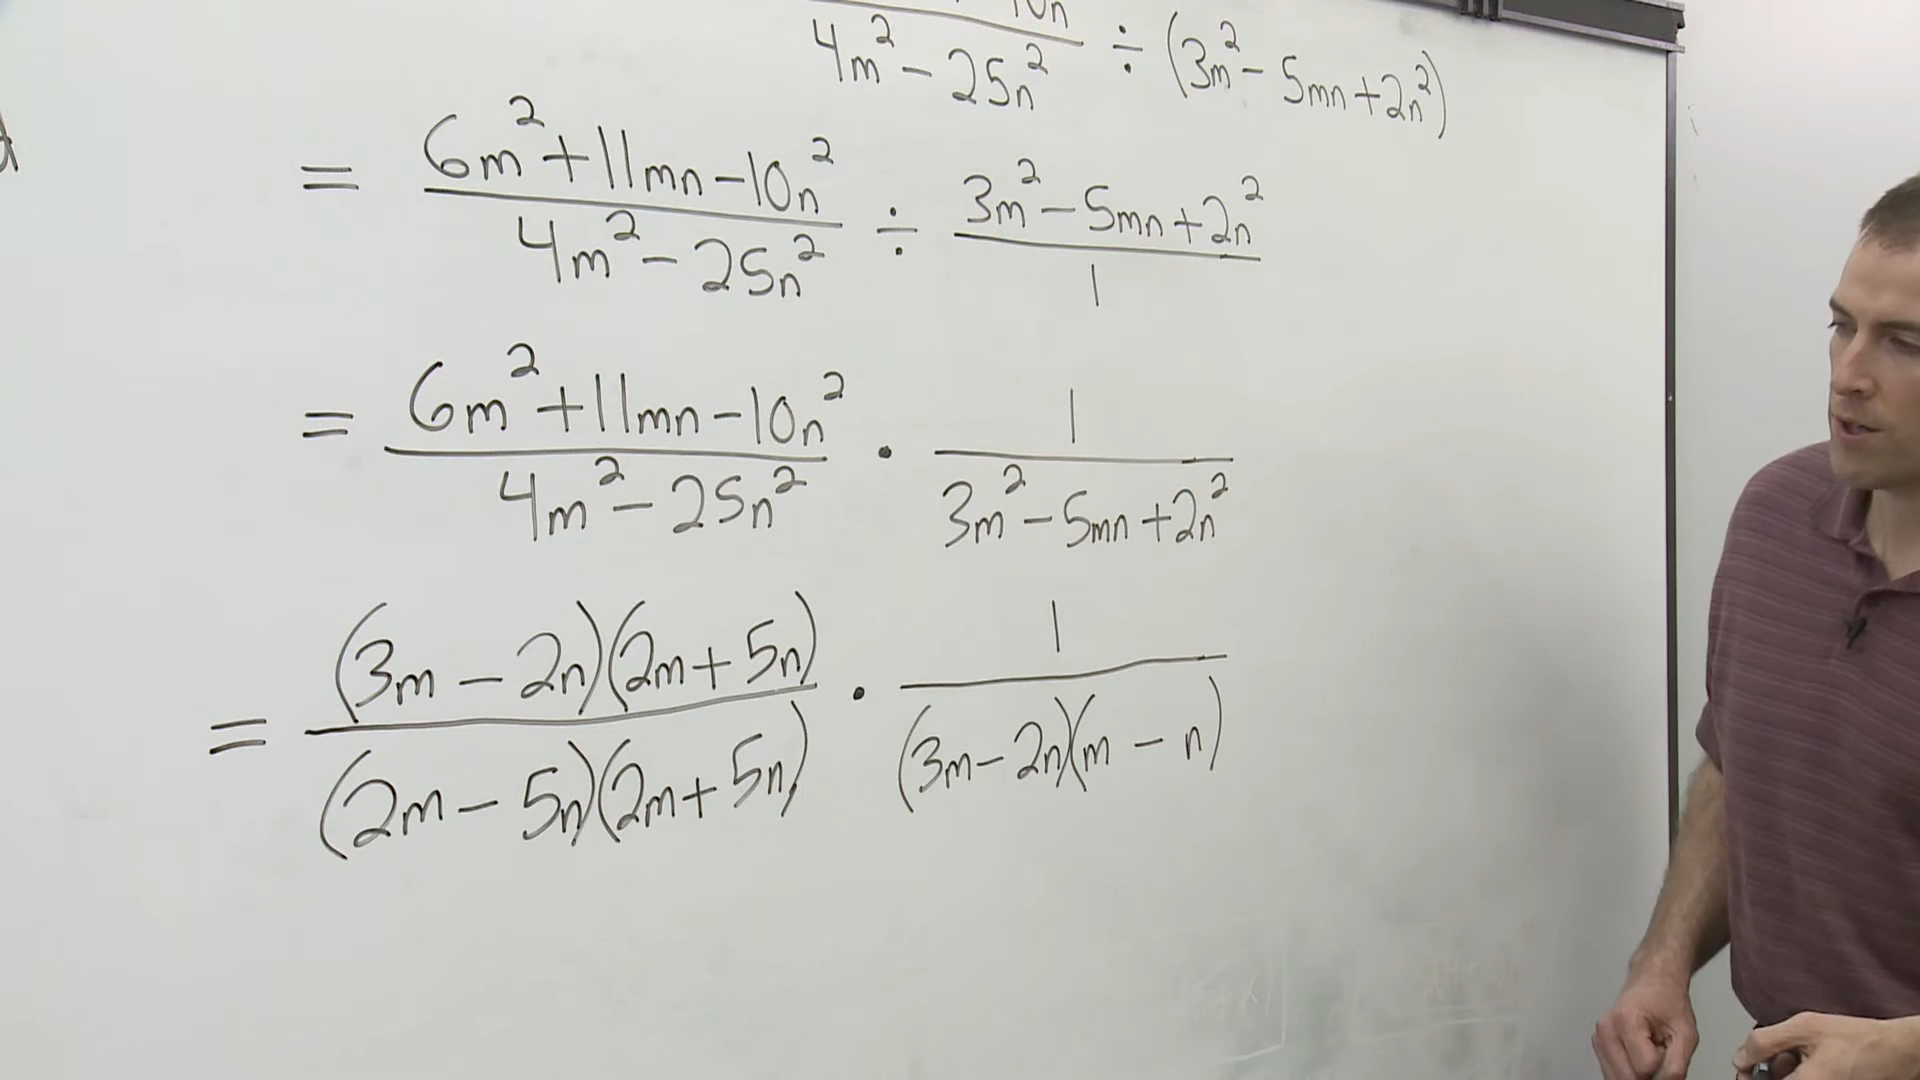 10n
4m² - 25n² ÷ (3m² - 5mn + 2n²)
= (6m² + 11mn - 10n²)/(4m² - 25n²) ÷ (3m² - 5mn + 2n²)/1
= (6m² + 11mn - 10n²)/(4m² - 25n²) · 1/(3m² - 5mn + 2n²)
= (3m - 2n)(2m + 5n)/(2m - 5n)(2m + 5n) · 1/(3m - 2n)(m - n)